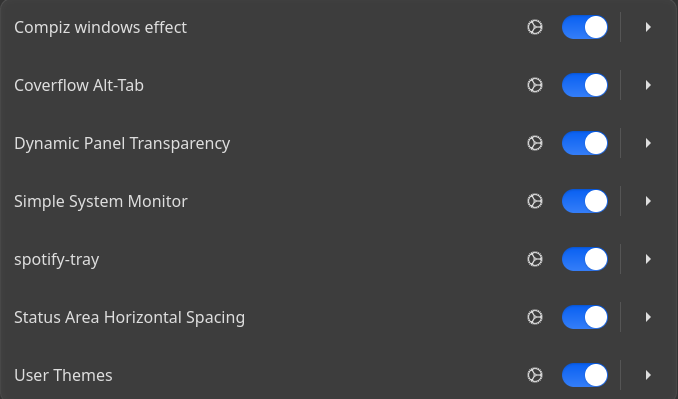 Compiz windows effect
Coverflow Alt-Tab
Dynamic Panel Transparency
Simple System Monitor
spotify-tray
Status Area Horizontal Spacing
User Themes